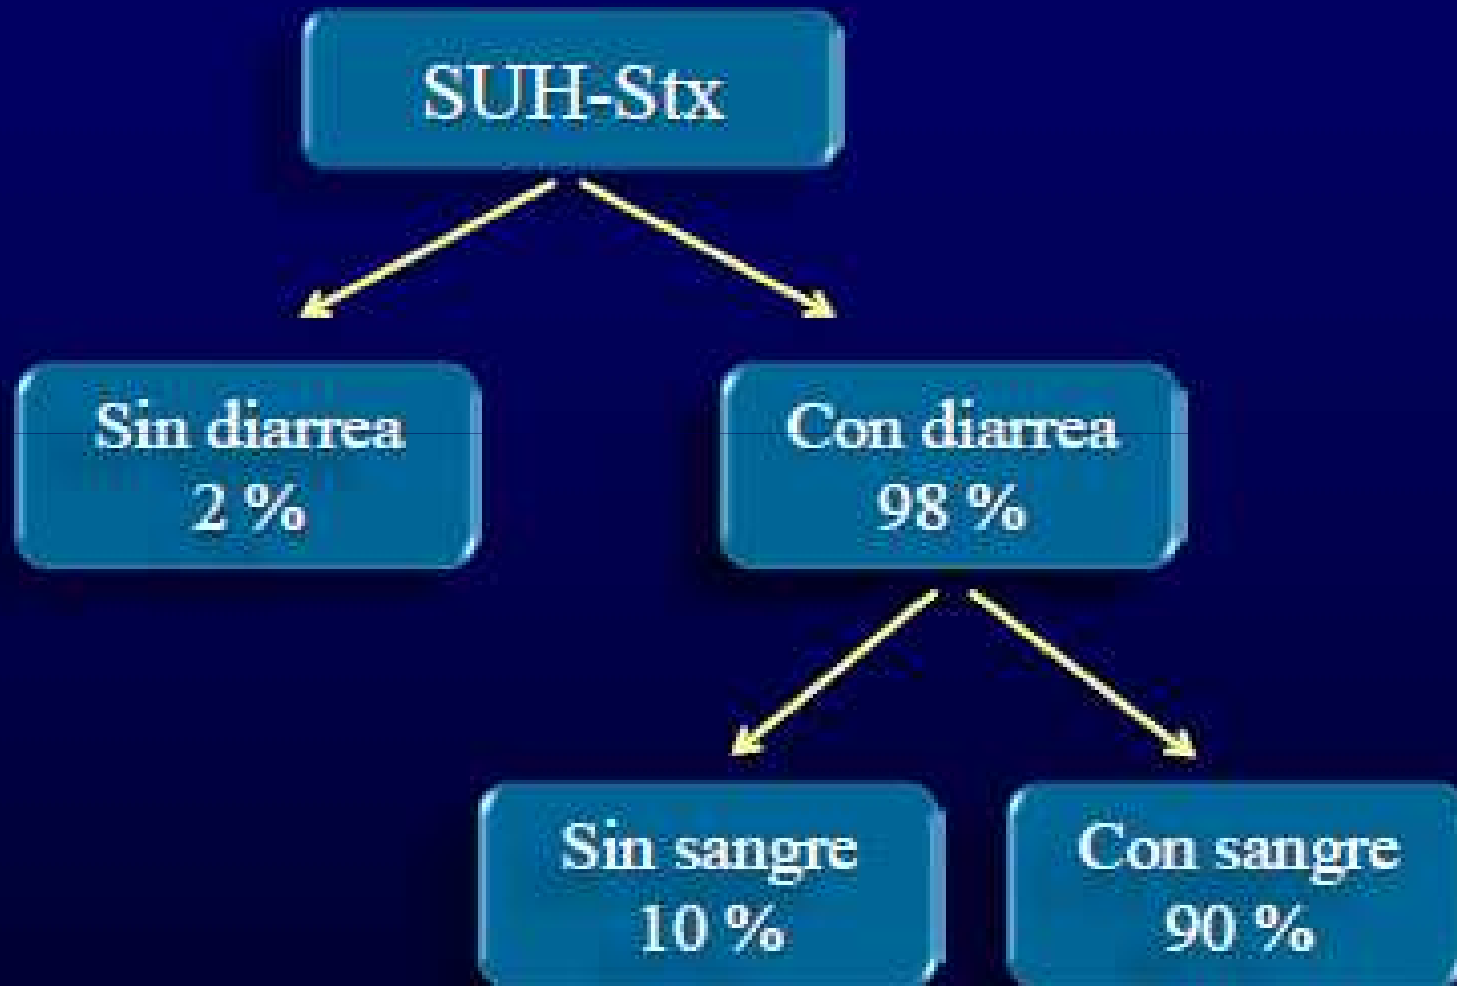 SUH-Stx
Sin diarrea
2 %
Con diarrea
98 %
Sin sangre
10 %
Con sangre
90 %